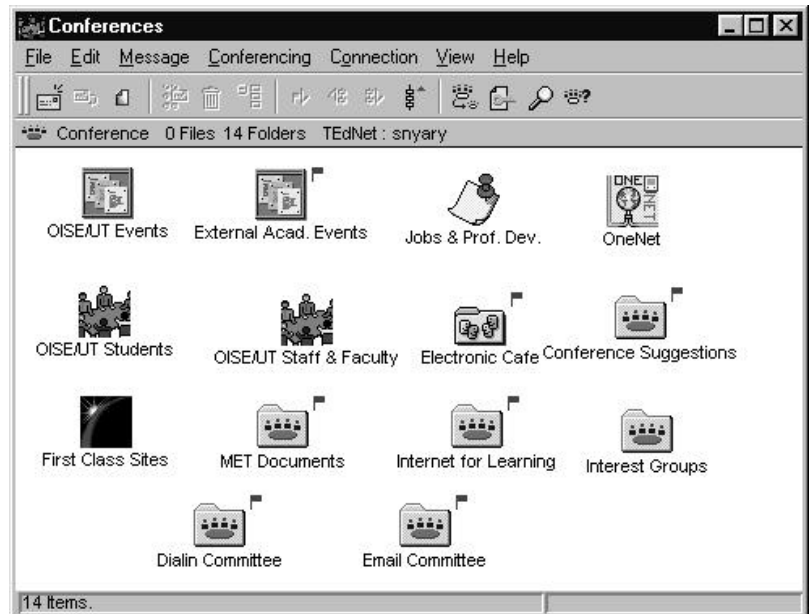 Conferences
File Edit Message Conferencing Connection View Help
Conference 0 Files 14 Folders TEdNet : snyary
OISE/UT Events External Acad. Events Jobs & Prof. Dev. OneNet
OISE/UT Students OISE/UT Staff & Faculty Electronic Cafe Conference Suggestions
First Class Sites MET Documents Internet for Learning Interest Groups
Dialin Committee Email Committee
14 Items.